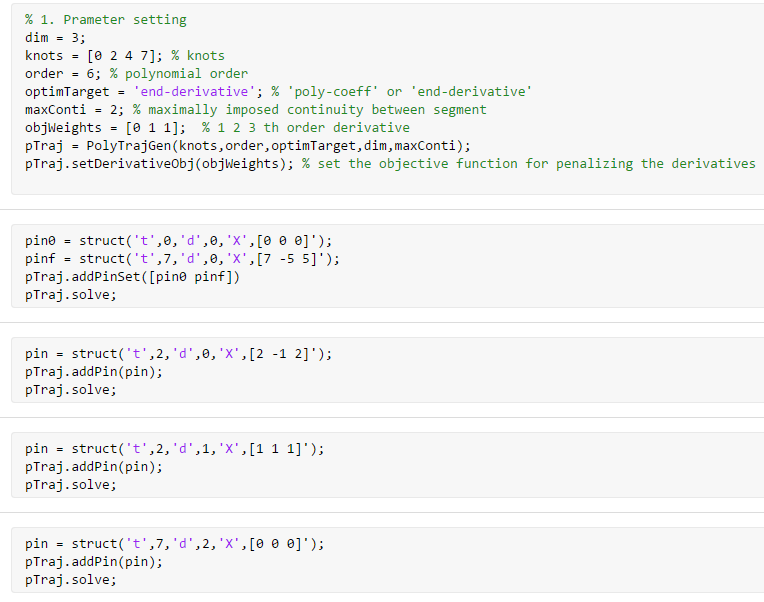 % 1. Prameter setting
dim = 3;
knots = [0 2 4 7]; % knots
order = 6; % polynomial order
optimTarget = 'end-derivative'; % 'poly-coeff' or 'end-derivative'
maxConti = 2; % maximally imposed continuity between segment
objWeights = [0 1 1];  % 1 2 3 th order derivative
pTraj = PolyTrajGen(knots,order,optimTarget,dim,maxConti);
pTraj.setDerivativeObj(objWeights); % set the objective function for penalizing the derivatives
pin0 = struct('t',0,'d',0,'X',[0 0 0]');
pinf = struct('t',7,'d',0,'X',[7 -5 5]');
pTraj.addPinSet([pin0 pinf])
pTraj.solve;
pin = struct('t',2,'d',0,'X',[2 -1 2]');
pTraj.addPin(pin);
pTraj.solve;
pin = struct('t',2,'d',1,'X',[1 1 1]');
pTraj.addPin(pin);
pTraj.solve;
pin = struct('t',7,'d',2,'X',[0 0 0]');
pTraj.addPin(pin);
pTraj.solve;